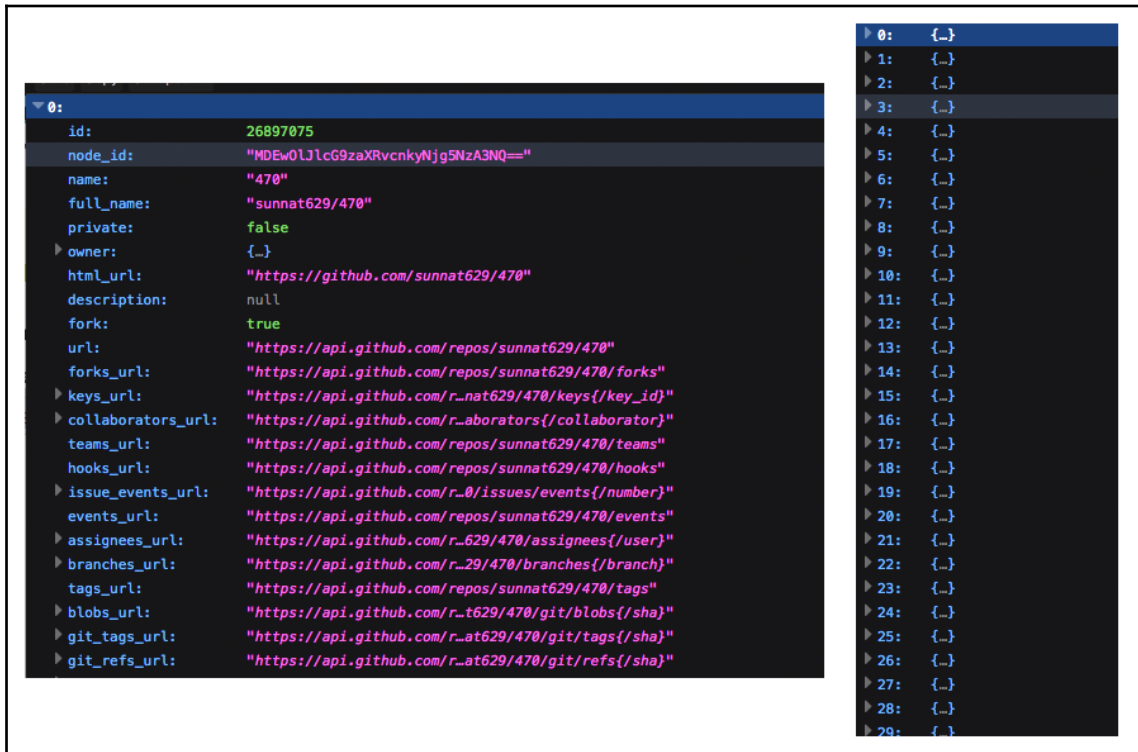 0:
id: 26897075
node_id: "MDEwOlJlcG9zaXRvcnkyNjg5NzA3NQ=="
name: "470"
full_name: "sunnat629/470"
private: false
owner: {…}
html_url: "https://github.com/sunnat629/470"
description: null
fork: true
url: "https://api.github.com/repos/sunnat629/470"
forks_url: "https://api.github.com/repos/sunnat629/470/forks"
keys_url: "https://api.github.com/r…nat629/470/keys{/key_id}"
collaborators_url: "https://api.github.com/r…aborators{/collaborator}"
teams_url: "https://api.github.com/repos/sunnat629/470/teams"
hooks_url: "https://api.github.com/repos/sunnat629/470/hooks"
issue_events_url: "https://api.github.com/r…0/issues/events{/number}"
events_url: "https://api.github.com/repos/sunnat629/470/events"
assignees_url: "https://api.github.com/r…629/470/assignees{/user}"
branches_url: "https://api.github.com/r…29/470/branches{/branch}"
tags_url: "https://api.github.com/repos/sunnat629/470/tags"
blobs_url: "https://api.github.com/r…t629/470/git/blobs{/sha}"
git_tags_url: "https://api.github.com/r…at629/470/git/tags{/sha}"
git_refs_url: "https://api.github.com/r…at629/470/git/refs{/sha}"
0: {…}
1: {…}
2: {…}
3: {…}
4: {…}
5: {…}
6: {…}
7: {…}
8: {…}
9: {…}
10: {…}
11: {…}
12: {…}
13: {…}
14: {…}
15: {…}
16: {…}
17: {…}
18: {…}
19: {…}
20: {…}
21: {…}
22: {…}
23: {…}
24: {…}
25: {…}
26: {…}
27: {…}
28: {…}
29: {…}